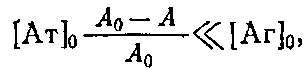 [Ат]₀ (A₀ — A)/A₀ ≪ [Аг]₀,